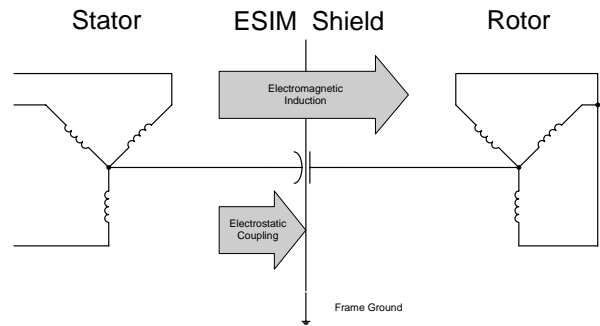 Stator ESIM Shield Rotor
Electromagnetic
Induction
Electrostatic
Coupling
Frame Ground